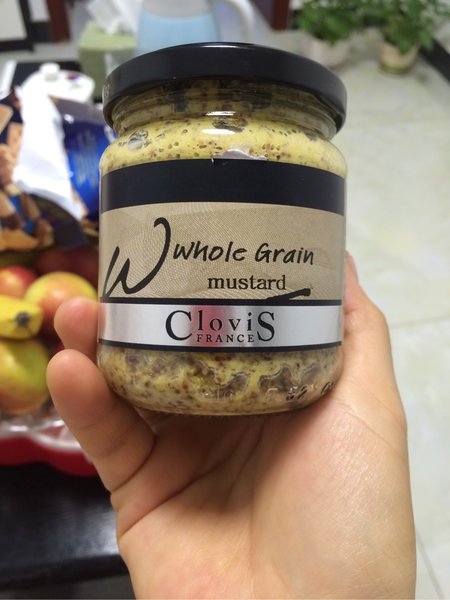 W Whole Grain
mustard
Clovis
FRANCE